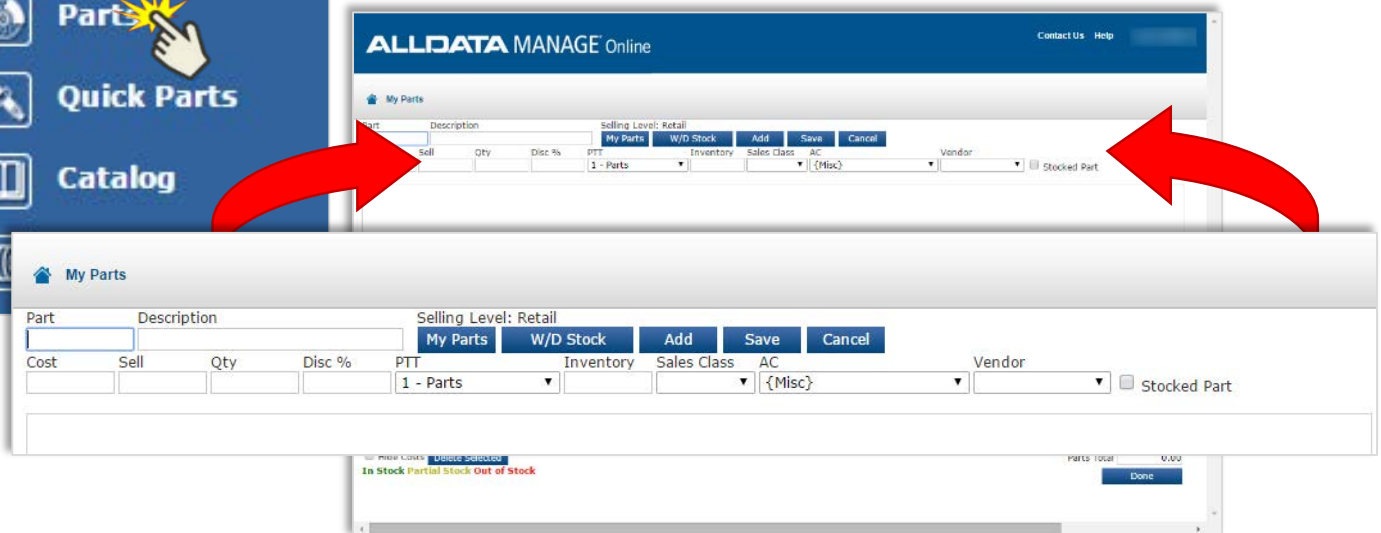 Parts
Quick Parts
Catalog
ALLDATA MANAGE Online
Contact Us Help
My Parts
Part Description Selling Level: Retail
My Parts W/D Stock Add Save Cancel
Sell Qty Disc % PTT Inventory Sales Class AC Vendor
1 - Parts {Misc} Stocked Part
My Parts
Part Description Selling Level: Retail
My Parts W/D Stock Add Save Cancel
Cost Sell Qty Disc % PTT Inventory Sales Class AC Vendor
1 - Parts {Misc} Stocked Part
Hide Costs Delete Selected Parts Total 0.00
In Stock Partial Stock Out of Stock
Done